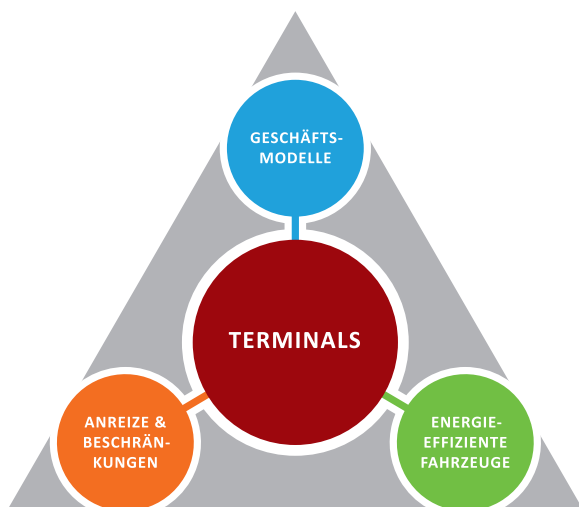 GESCHÄFTS-
MODELLE
TERMINALS
ANREIZE &
BESCHRÄN-
KUNGEN
ENERGIE-
EFFIZIENTE
FAHRZEUGE